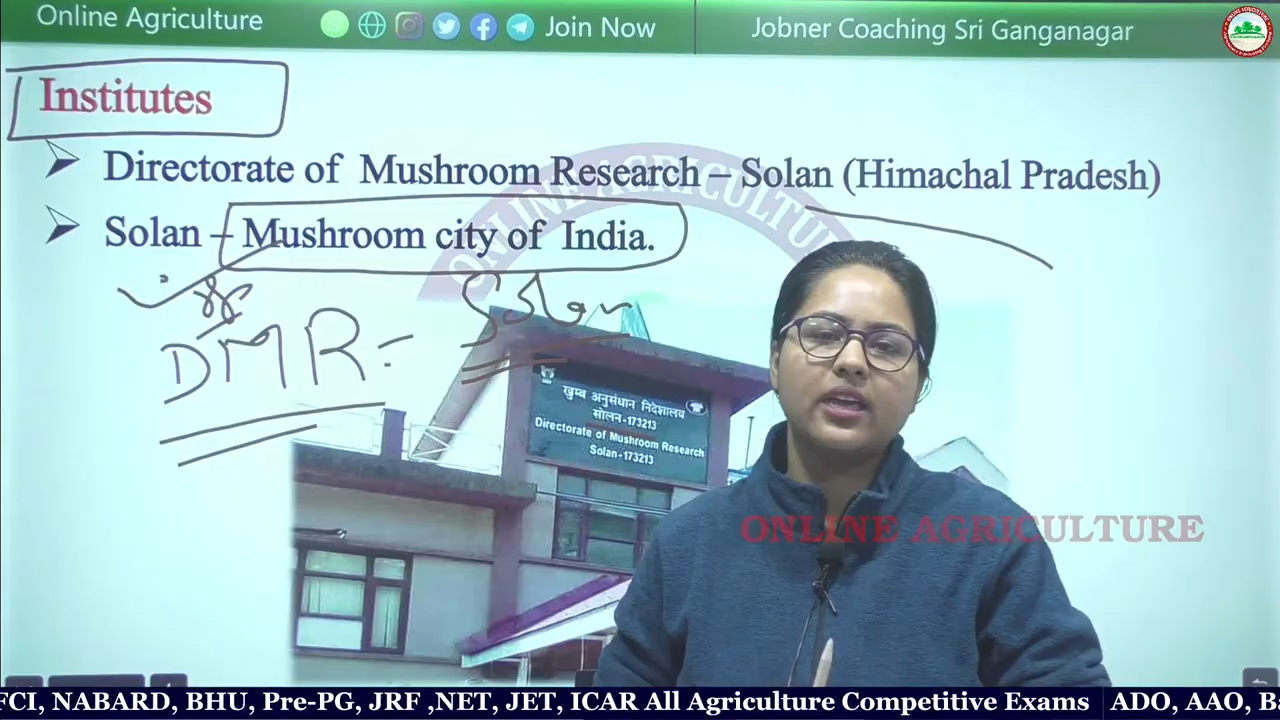 Online Agriculture Join Now Jobner Coaching Sri Ganganagar
Institutes
Directorate of Mushroom Research – Solan (Himachal Pradesh)
Solan – Mushroom city of India.
DMR = Solan
ONLINE AGRICULTURE
खुम्ब अनुसंधान निदेशालय
सोलन-173213
Directorate of Mushroom Research
Solan-173213
ONLINE AGRICULTURE
FCI, NABARD, BHU, Pre-PG, JRF ,NET, JET, ICAR All Agriculture Competitive Exams ADO, AAO, B.